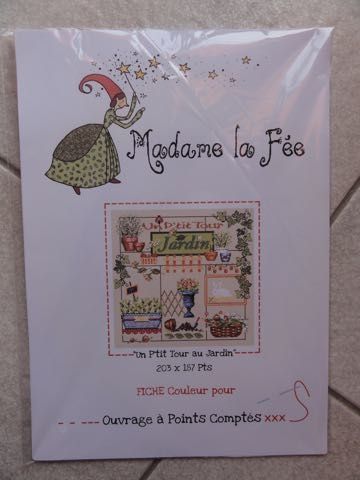 Madame la Fée
Un P'tit Tour
Jardin
"Un P'tit Tour au Jardin"
203 x 157 Pts
FICHE Couleur pour
Ouvrage à Points Comptés xxx